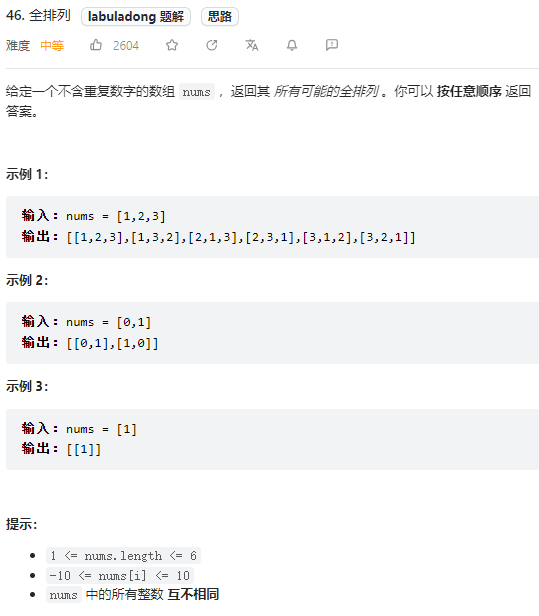 46. 全排列 labuladong 题解 思路
难度 中等 2604
给定一个不含重复数字的数组 nums ，返回其 所有可能的全排列 。你可以 按任意顺序 返回
答案。
示例 1：
输入：nums = [1,2,3]
输出：[[1,2,3],[1,3,2],[2,1,3],[2,3,1],[3,1,2],[3,2,1]]
示例 2：
输入：nums = [0,1]
输出：[[0,1],[1,0]]
示例 3：
输入：nums = [1]
输出：[[1]]
提示：
• 1 <= nums.length <= 6
• -10 <= nums[i] <= 10
• nums 中的所有整数 互不相同